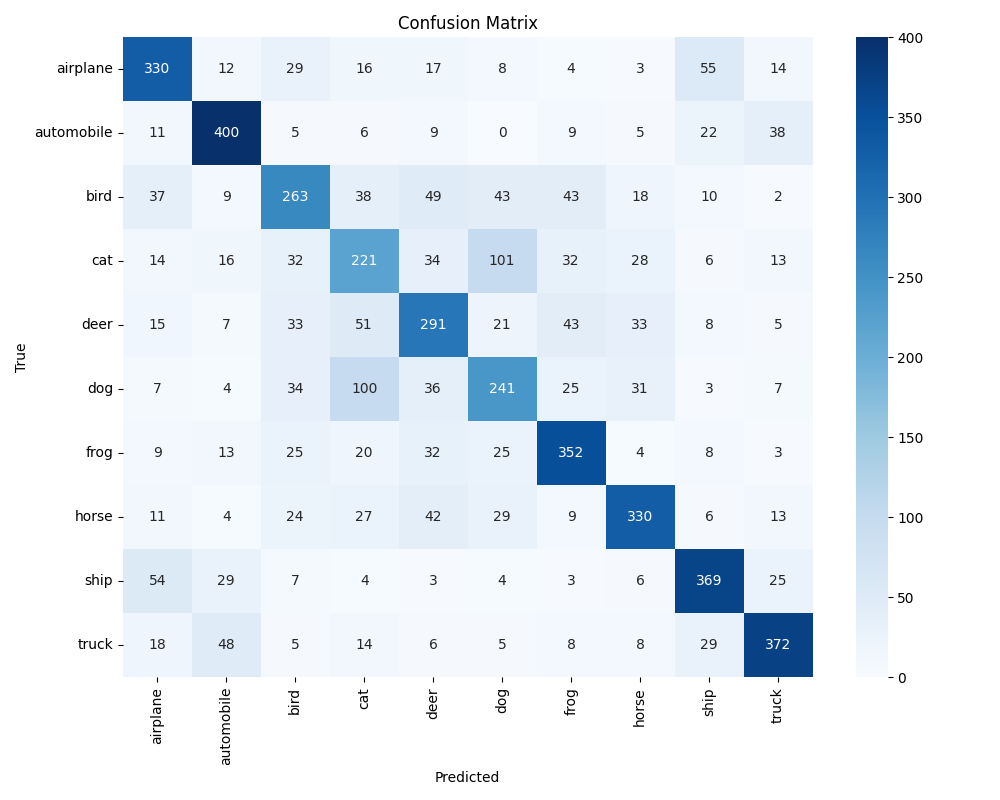 Confusion Matrix
airplane 330 12 29 16 17 8 4 3 55 14
automobile 11 400 5 6 9 0 9 5 22 38
bird 37 9 263 38 49 43 43 18 10 2
cat 14 16 32 221 34 101 32 28 6 13
deer 15 7 33 51 291 21 43 33 8 5
dog 7 4 34 100 36 241 25 31 3 7
frog 9 13 25 20 32 25 352 4 8 3
horse 11 4 24 27 42 29 9 330 6 13
ship 54 29 7 4 3 4 3 6 369 25
truck 18 48 5 14 6 5 8 8 29 372
airplane automobile bird cat deer dog frog horse ship truck
Predicted
True
400
350
300
250
200
150
100
50
0